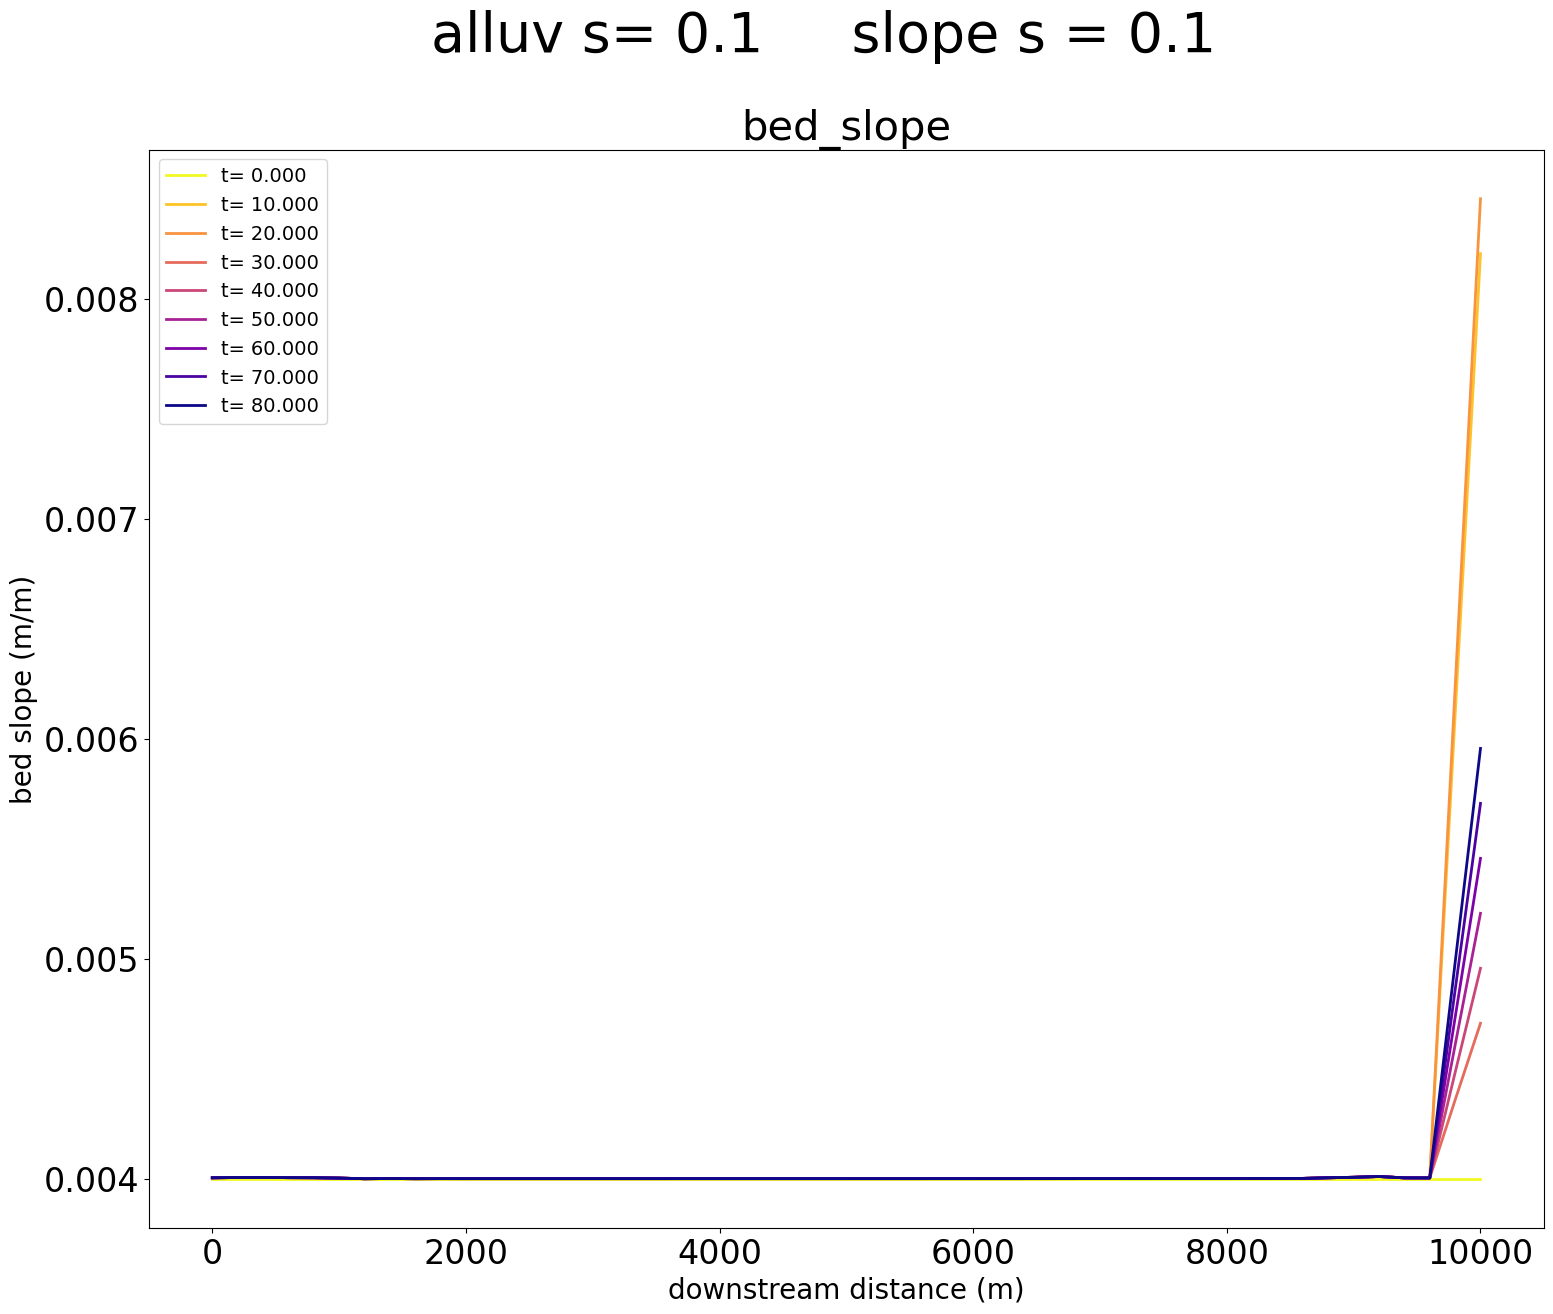 alluv s= 0.1     slope s = 0.1
bed_slope
t= 0.000
t= 10.000
t= 20.000
t= 30.000
t= 40.000
t= 50.000
t= 60.000
t= 70.000
t= 80.000
0.008
0.007
0.006
0.005
0.004
bed slope (m/m)
0 2000 4000 6000 8000 10000
downstream distance (m)